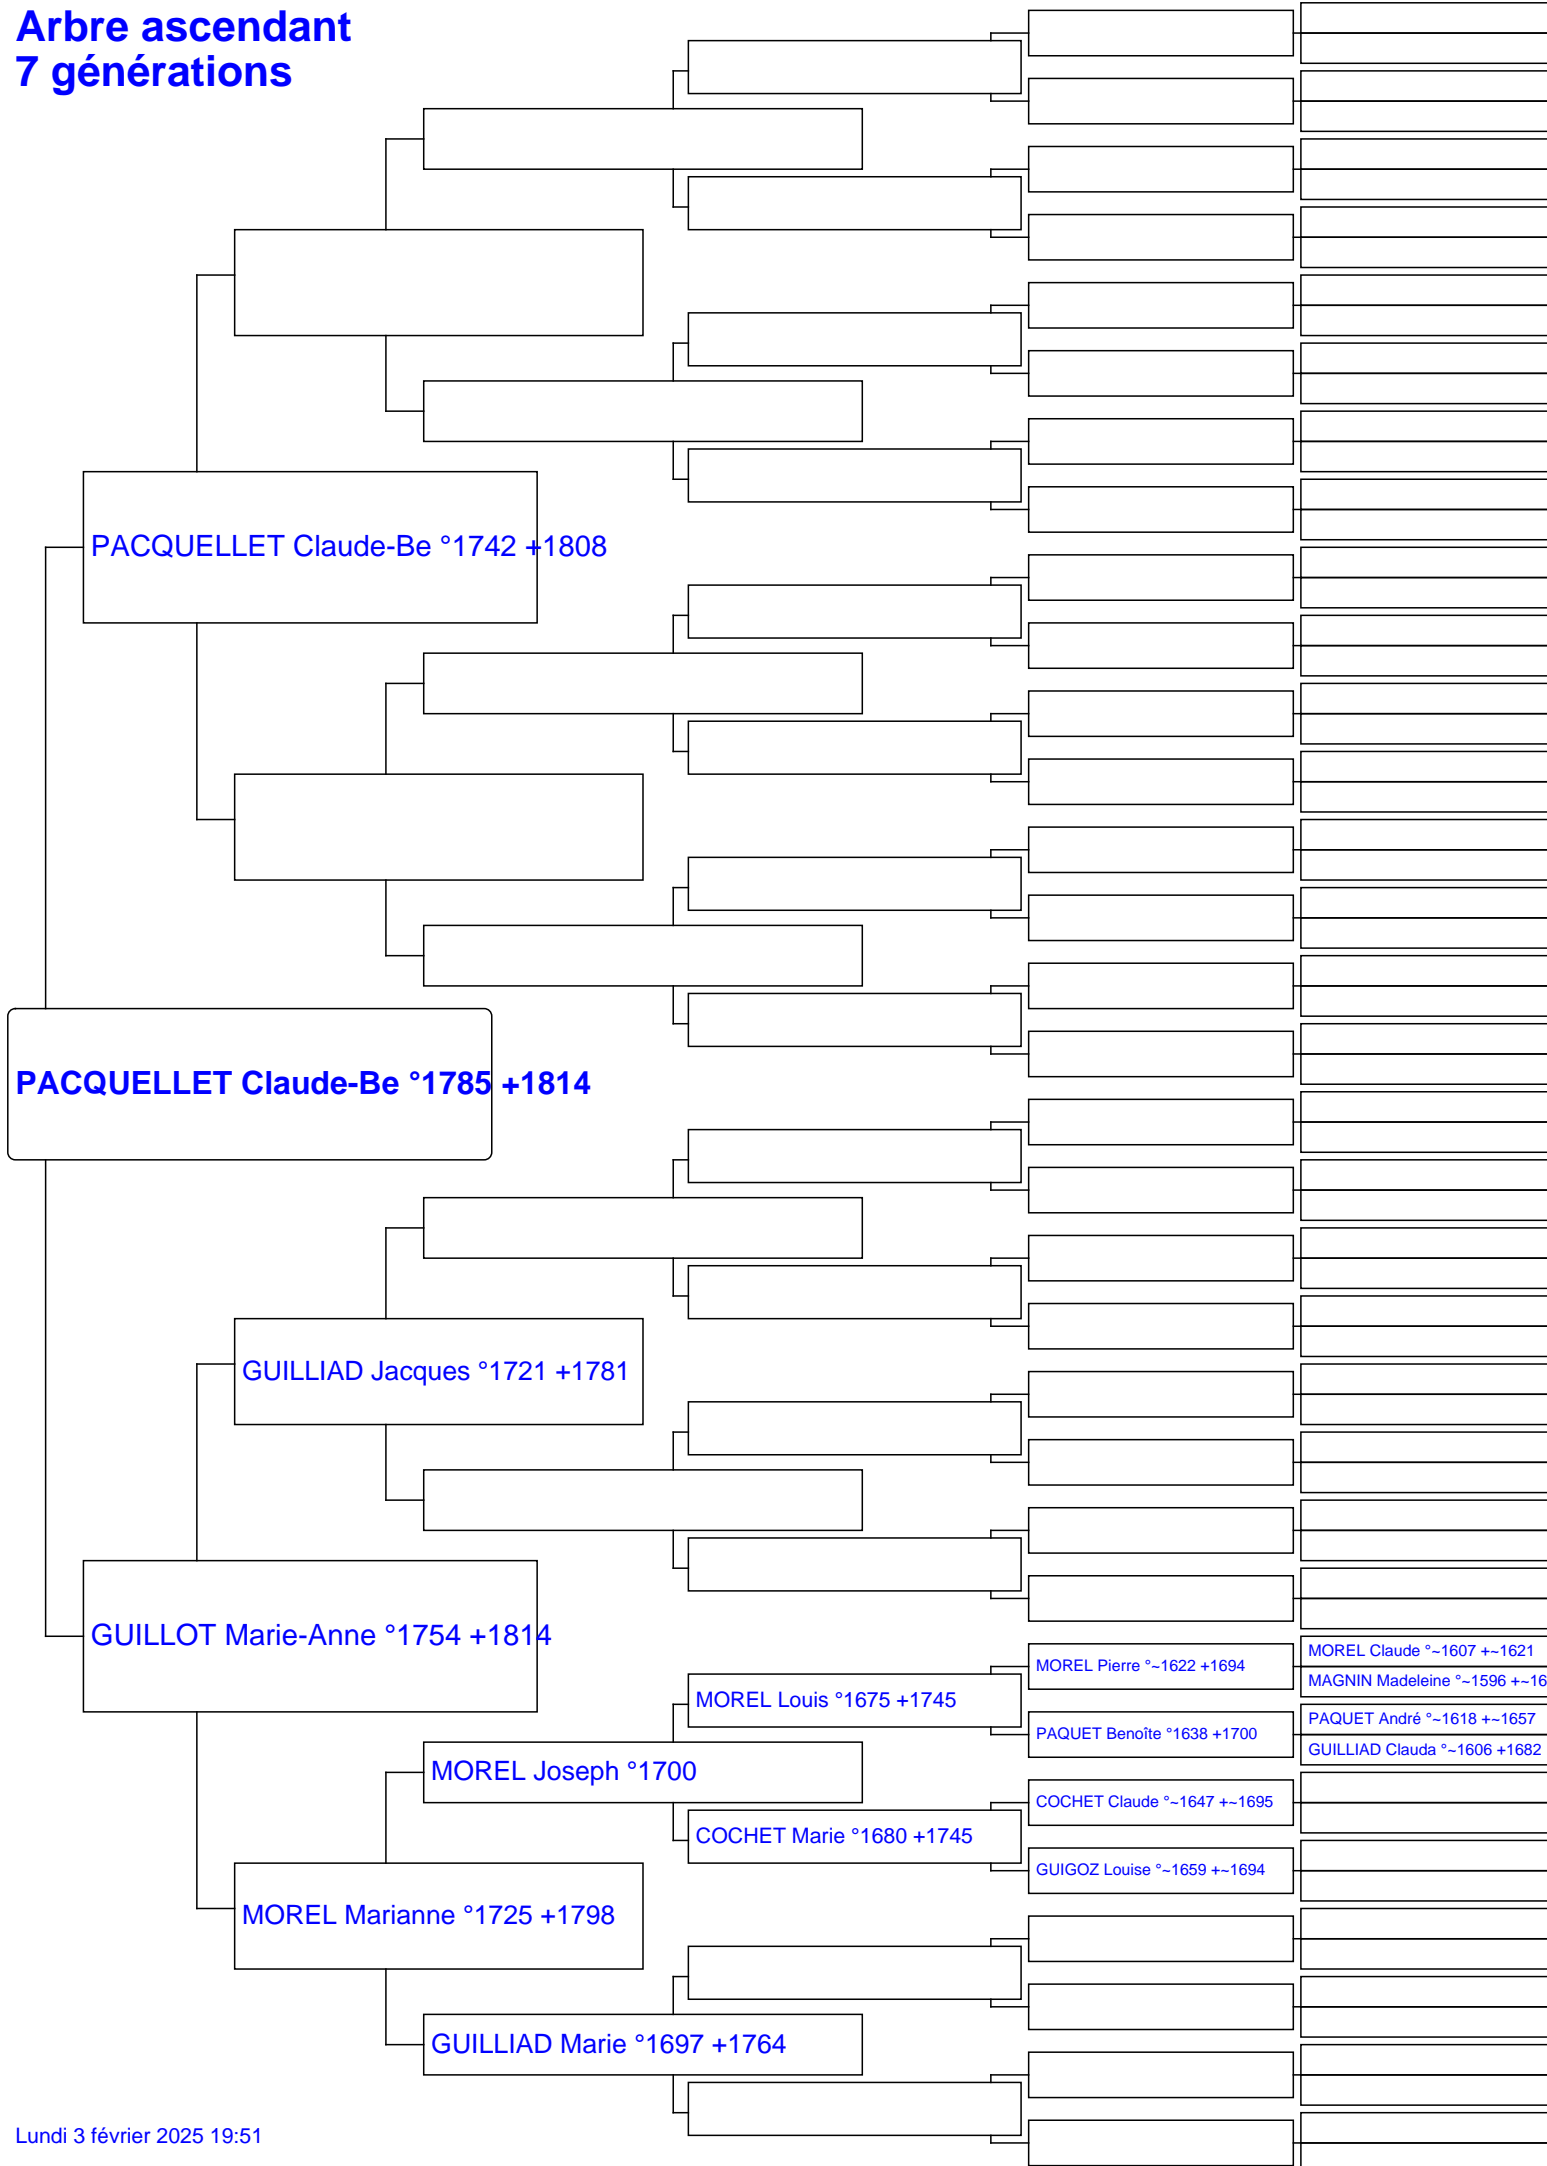 Arbre ascendant
7 générations
PACQUELLET Claude-Be °1742 +1808
PACQUELLET Claude-Be °1785 +1814
GUILLIAD Jacques °1721 +1781
GUILLOT Marie-Anne °1754 +1814
MOREL Claude °~1607 +~1621
MOREL Pierre °~1622 +1694
MAGNIN Madeleine °~1596 +~16
MOREL Louis °1675 +1745
PAQUET André °~1618 +~1657
PAQUET Benoîte °1638 +1700
GUILLIAD Clauda °~1606 +1682
MOREL Joseph °1700
COCHET Claude °~1647 +~1695
COCHET Marie °1680 +1745
GUIGOZ Louise °~1659 +~1694
MOREL Marianne °1725 +1798
GUILLIAD Marie °1697 +1764
Lundi 3 février 2025 19:51